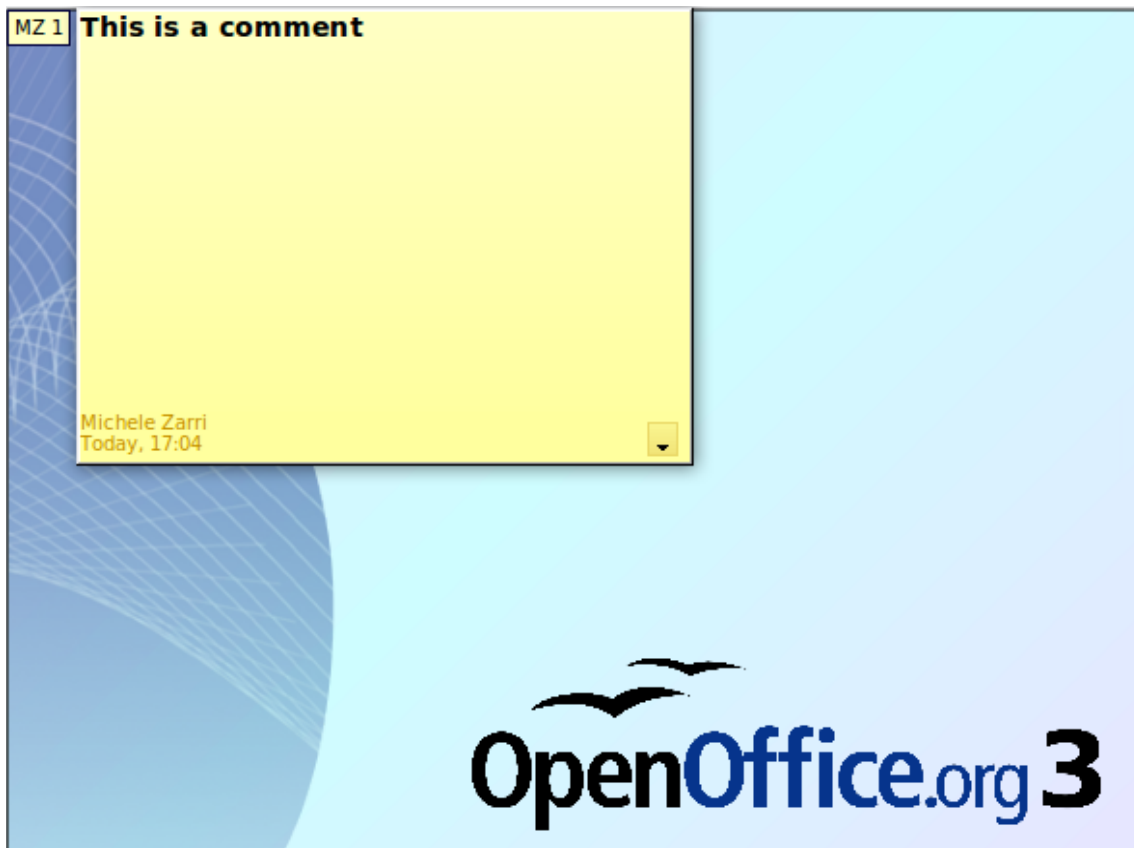 MZ 1
This is a comment
Michele Zarri
Today, 17:04
OpenOffice.org 3